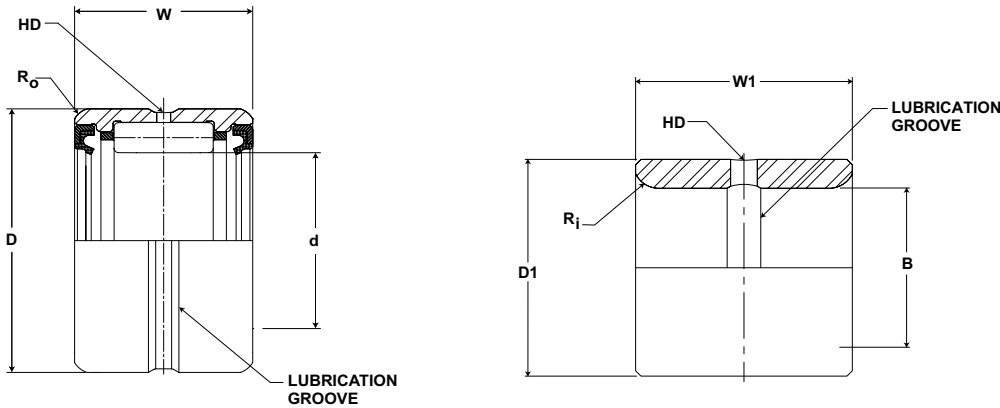 W
HD
Ro
D
d
LUBRICATION
GROOVE
W1
HD
LUBRICATION
GROOVE
Ri
D1
B